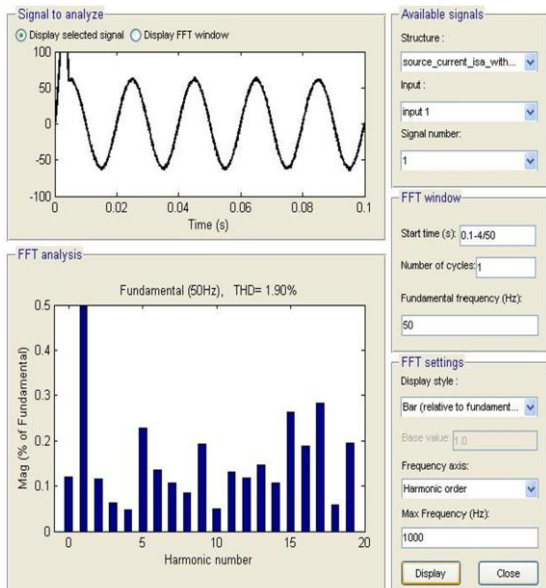 Signal to analyze
Display selected signal Display FFT window
100
50
0
-50
-100
0 0.02 0.04 0.06 0.08 0.1
Time (s)
FFT analysis
Fundamental (50Hz), THD= 1.90%
0.5
0.4
0.3
0.2
0.1
0
0 5 10 15 20
Harmonic number
Mag (% of Fundamental)
Available signals
Structure :
source_current_isa_with...
Input :
input 1
Signal number:
1
FFT window
Start time (s): 0.1-4/50
Number of cycles: 1
Fundamental frequency (Hz):
50
FFT settings
Display style :
Bar (relative to fundament...
Base value: 1.0
Frequency axis:
Harmonic order
Max Frequency (Hz):
1000
Display Close